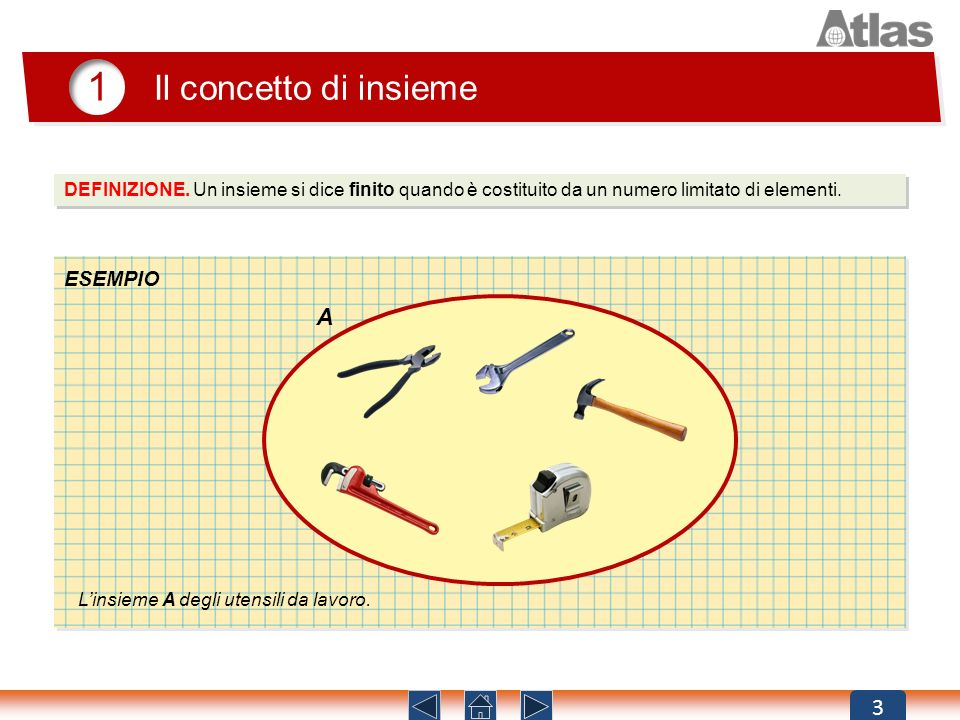 Atlas
1
Il concetto di insieme
DEFINIZIONE. Un insieme si dice finito quando è costituito da un numero limitato di elementi.
ESEMPIO
A
L’insieme A degli utensili da lavoro.
3